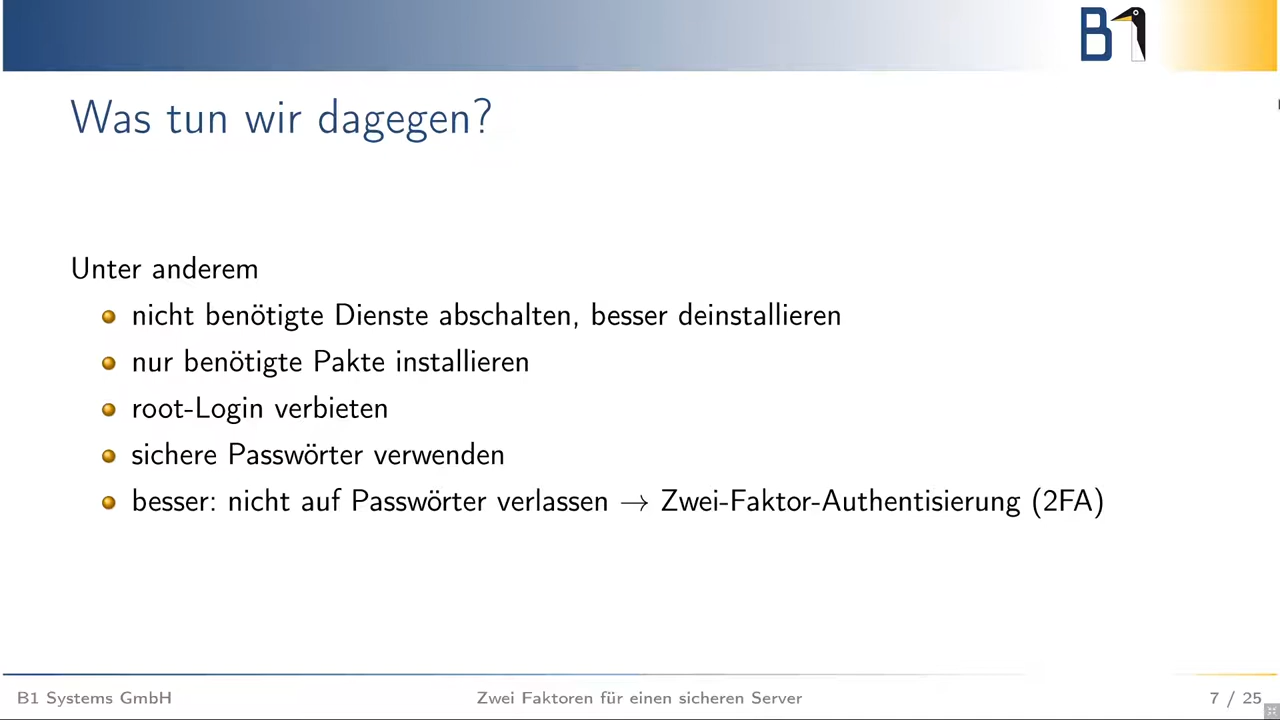 B1
Was tun wir dagegen?
Unter anderem
nicht benötigte Dienste abschalten, besser deinstallieren
nur benötigte Pakte installieren
root-Login verbieten
sichere Passwörter verwenden
besser: nicht auf Passwörter verlassen → Zwei-Faktor-Authentisierung (2FA)
B1 Systems GmbH
Zwei Faktoren für einen sicheren Server
7 / 25